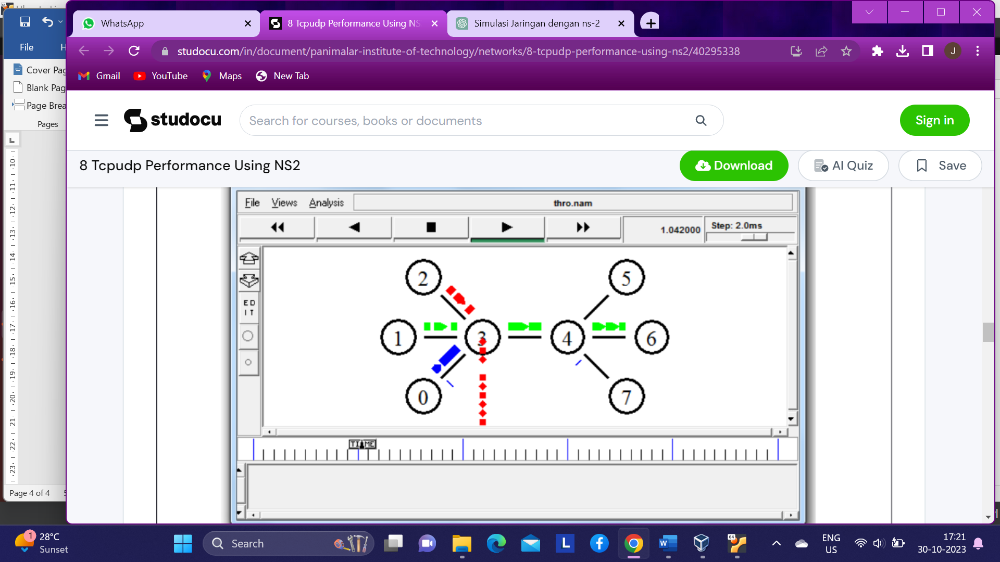 WhatsApp
8 Tcpudp Performance Using NS
Simulasi Jaringan dengan ns-2
File
studocu.com/in/document/panimalar-institute-of-technology/networks/8-tcpudp-performance-using-ns2/40295338
J
Cover Pag
Blank Pag
Page Brea
Pages
Gmail
YouTube
Maps
New Tab
studocu
Search for courses, books or documents
Sign in
8 Tcpudp Performance Using NS2
Download
AI Quiz
Save
File
Views
Analysis
thro.nam
1.042000
Step: 2.0ms
ED
IT
2
5
1
3
4
6
0
7
TIME
L
10
11
12
13
14
15
16
17
18
19
20
21
22
23
Page 4 of 4
1
28°C
Sunset
Search
L
W
64
ENG
US
17:21
30-10-2023